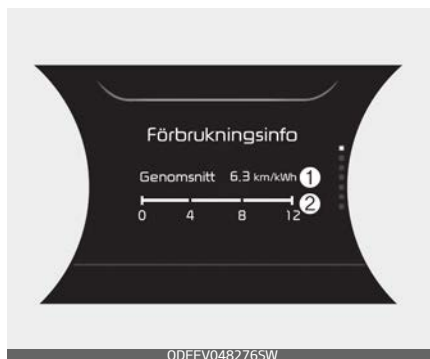 Förbrukningsinfo
Genomsnitt 6.3 km/kWh 1
2
0 4 8 12
ODEEV048276SW